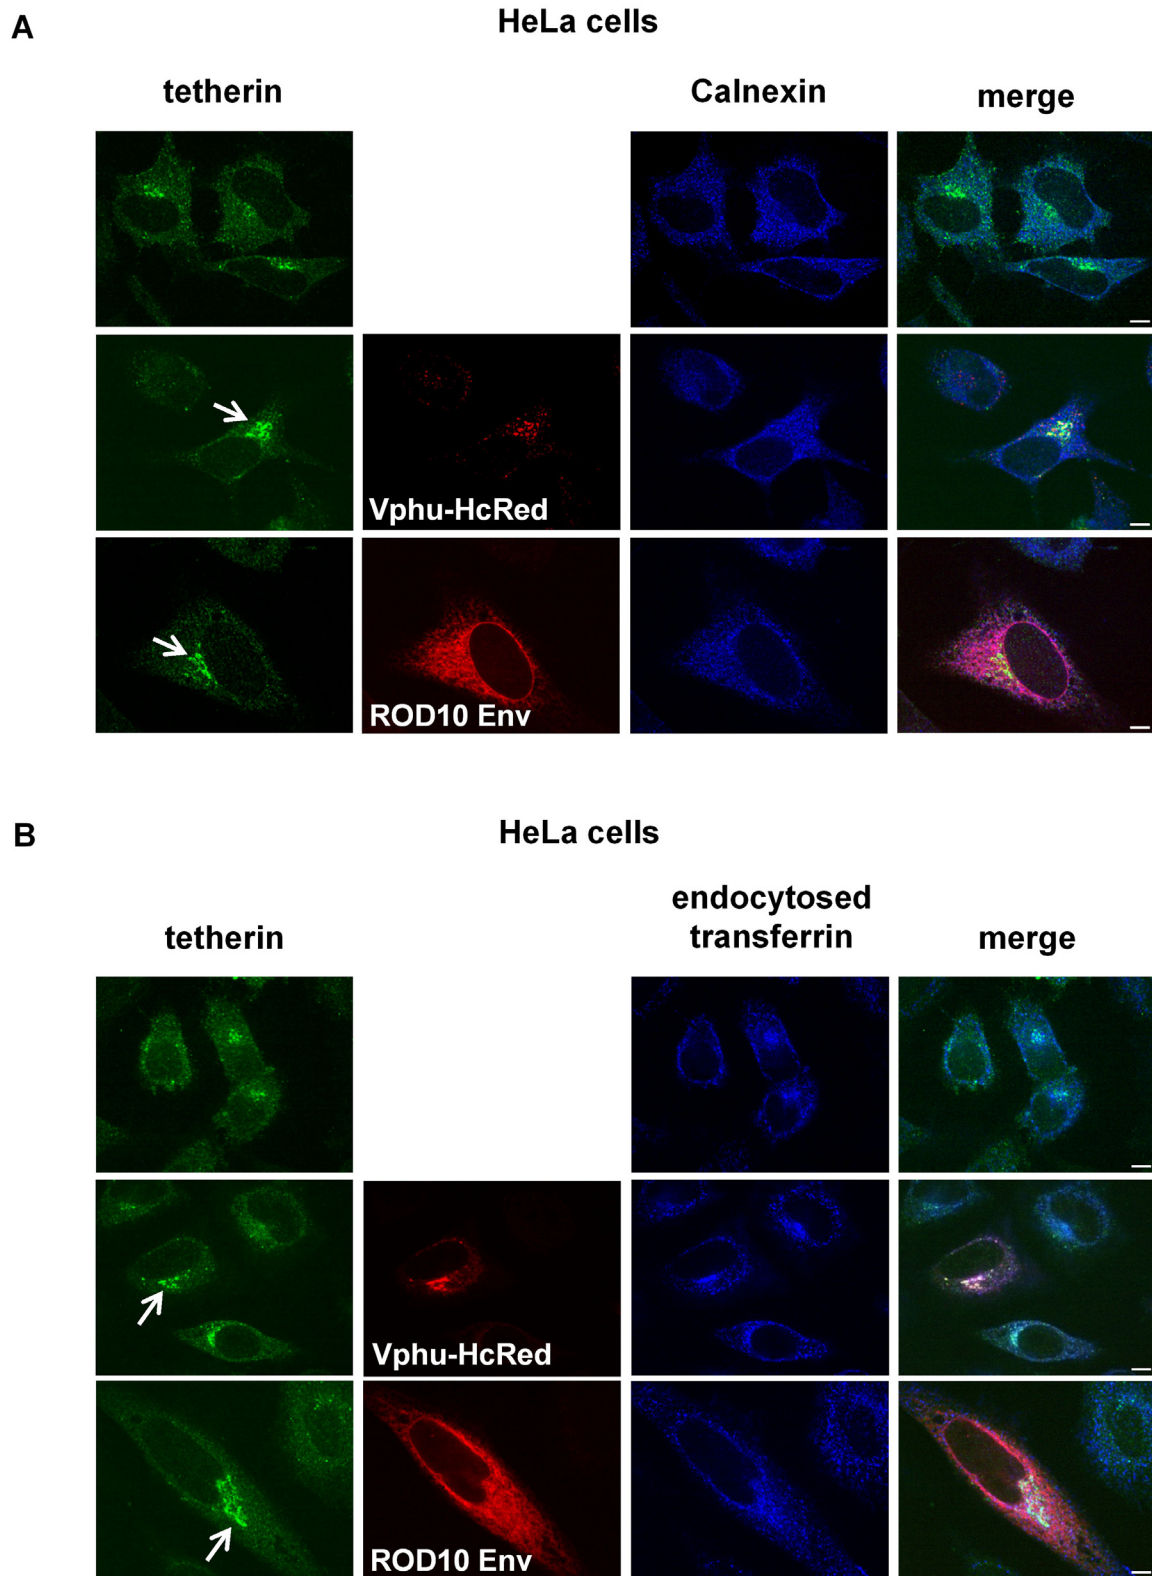 A
HeLa cells
tetherin
Calnexin
merge
Vphu-HcRed
ROD10 Env
B
HeLa cells
tetherin
endocytosed
transferrin
merge
Vphu-HcRed
ROD10 Env